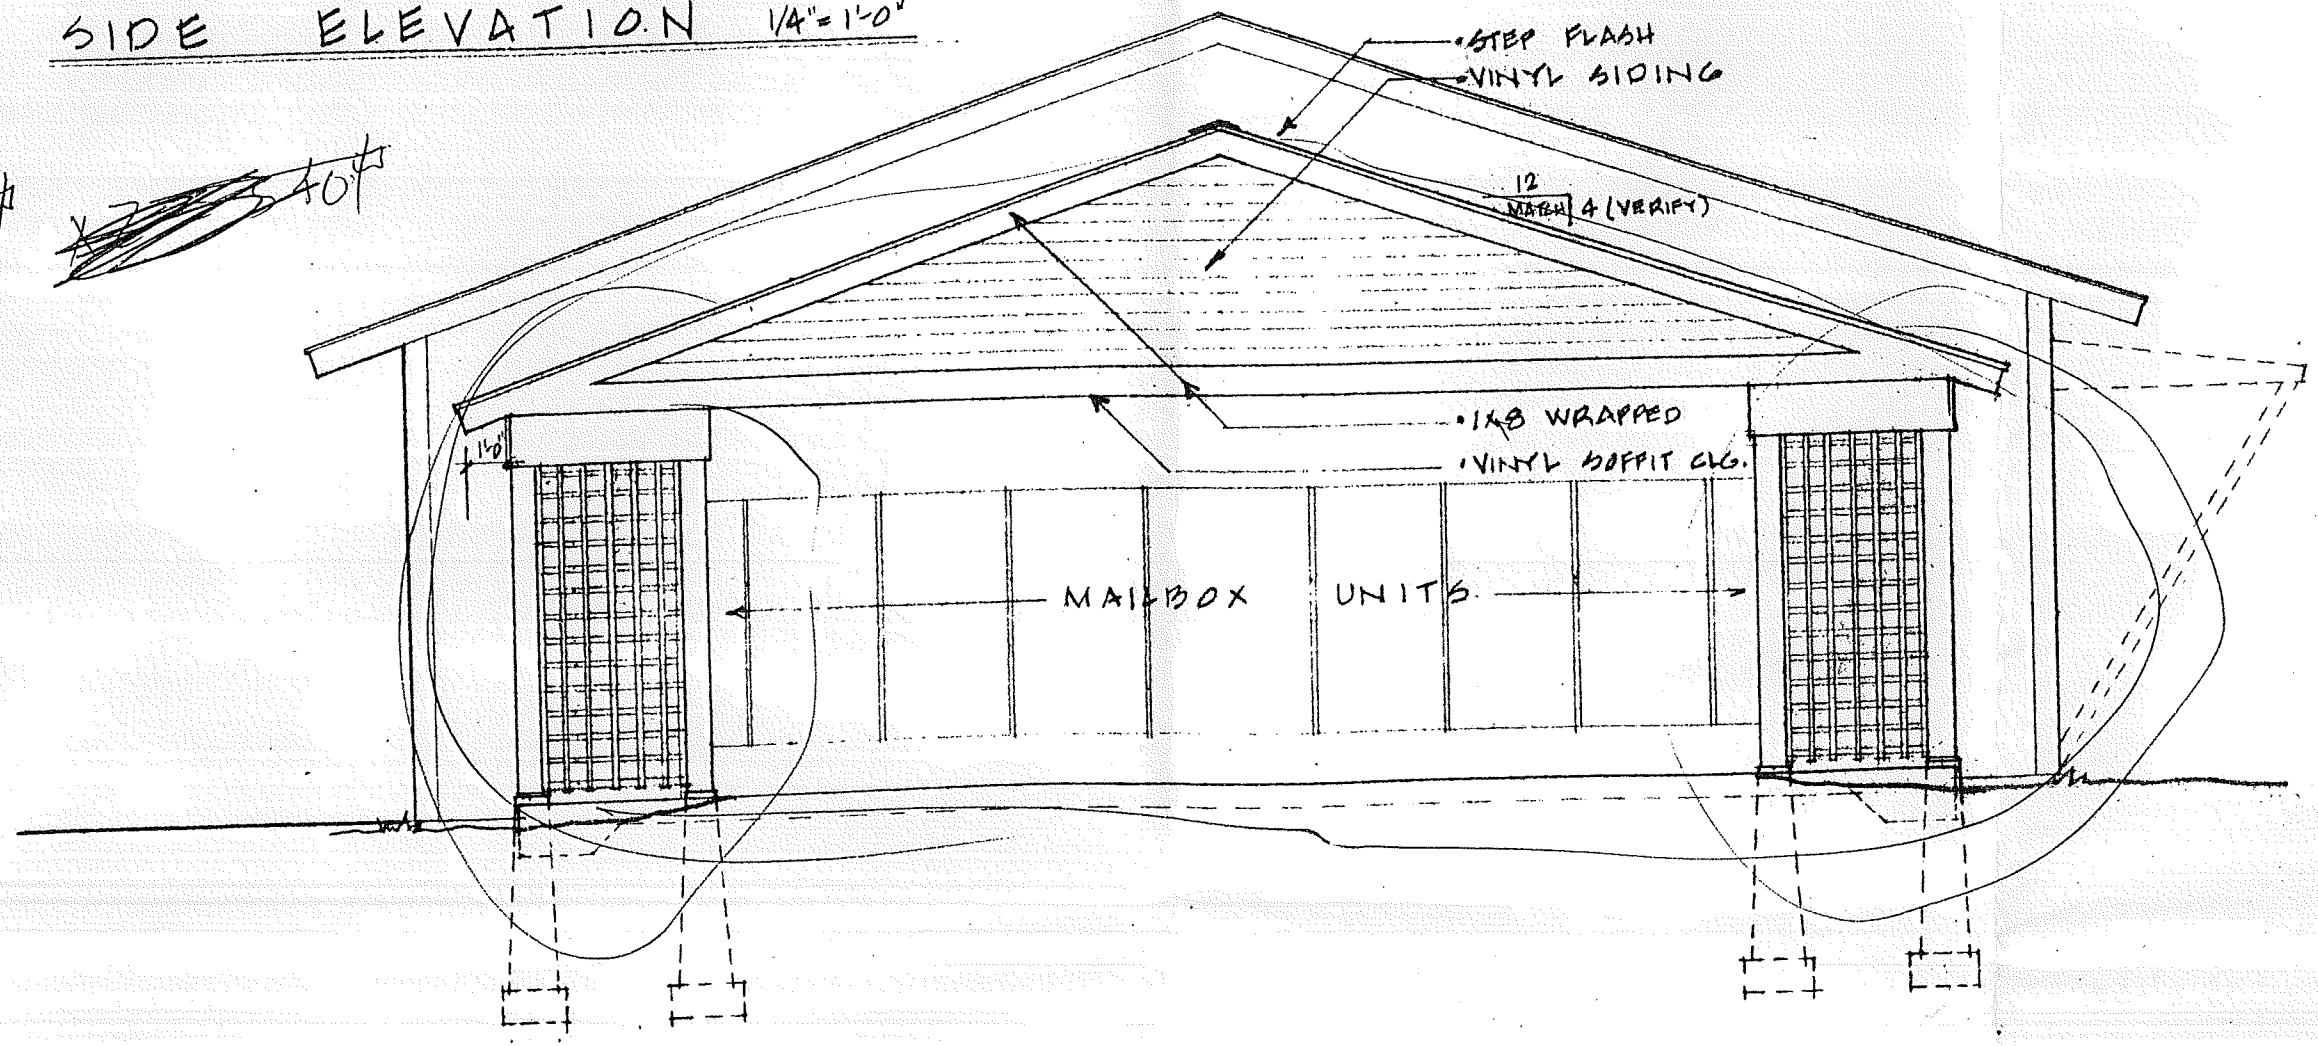 SIDE ELEVATION 1/4"=1'-0"
•STEP FLASH
•VINYL SIDING
12
MATCH 4 (VERIFY)
•1X8 WRAPPED
•VINYL SOFFIT CLG.
1'-0"
MAILBOX UNITS